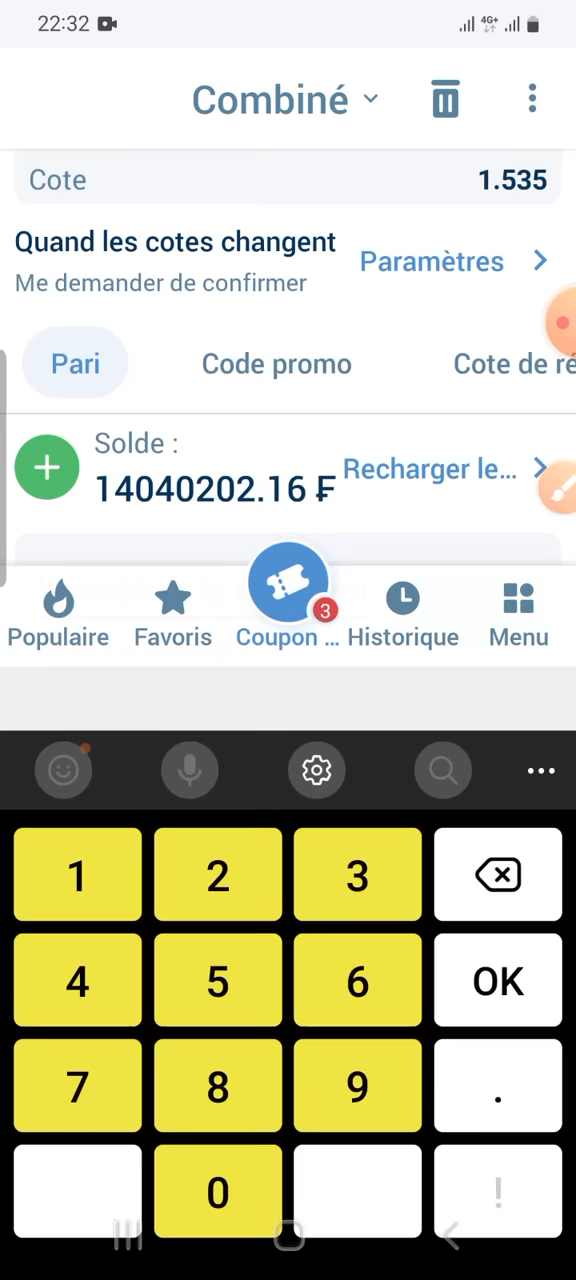 22:32 4G+
Combiné
Cote 1.535
Quand les cotes changent
Me demander de confirmer
Paramètres
Pari Code promo Cote de ré
Solde :
14040202.16 ₣
Recharger le...
3
Populaire Favoris Coupon ... Historique Menu
1 2 3
4 5 6 OK
7 8 9 .
0 !